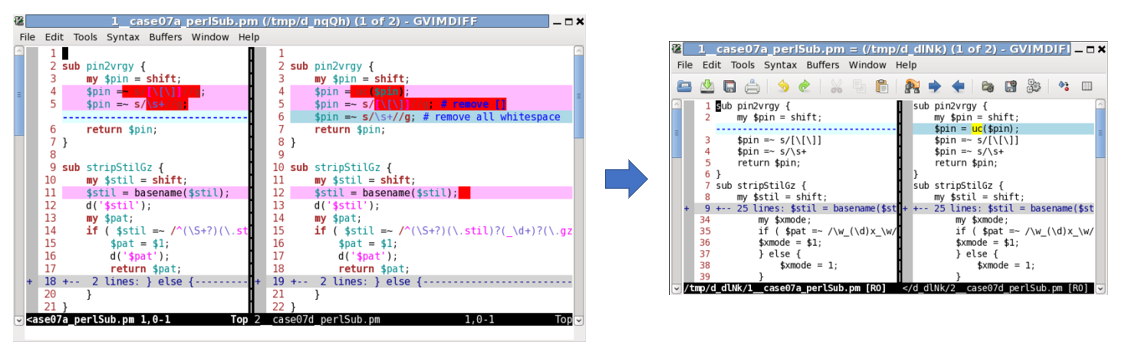 1__case07a_perlSub.pm (/tmp/d_nqQh) (1 of 2) - GVIMDIFF
File Edit Tools Syntax Buffers Window Help
1
2 sub pin2vrgy {
3 my $pin = shift;
4 $pin =~ [\[\]] ;
5 $pin =~ s/\s+ ;
6 return $pin;
7 }
8
9 sub stripStilGz {
10 my $stil = shift;
11 $stil = basename($stil);
12 d('$stil');
13 my $pat;
14 if ( $stil =~ /^(\S+?)(\.st
15 $pat = $1;
16 d('$pat');
17 return $pat;
+ 18 +-- 2 lines: } else {---------
20 }
21 }
<ase07a_perlSub.pm 1,0-1 Top
1
2 sub pin2vrgy {
3 my $pin = shift;
4 $pin = ($pin);
5 $pin =~ s/[\[\]] ; # remove []
6 $pin =~ s/\s+//g; # remove all whitespace
7 return $pin;
8 }
9
10 sub stripStilGz {
11 my $stil = shift;
12 $stil = basename($stil);
13 d('$stil');
14 my $pat;
15 if ( $stil =~ /^(\S+?)(\.stil)?(_\d+)?(\.gz
16 $pat = $1;
17 d('$pat');
18 return $pat;
+ 19 +-- 2 lines: } else {------------------------
21 }
22 }
2__case07d_perlSub.pm 1,0-1 Top
1__case07a_perlSub.pm = (/tmp/d_dlNk) (1 of 2) - GVIMDIFI
File Edit Tools Syntax Buffers Window Help
1 sub pin2vrgy {
2 my $pin = shift;
3 $pin =~ s/[\[\]]
4 $pin =~ s/\s+
5 return $pin;
6 }
7 sub stripStilGz {
8 my $stil = shift;
+ 9 +-- 25 lines: $stil = basename($st
34 my $xmode;
35 if ( $pat =~ /\w_(\d)x_\w/
36 $xmode = $1;
37 } else {
38 $xmode = 1;
39 }
/tmp/d_dlNk/1__case07a_perlSub.pm [RO]
sub pin2vrgy {
my $pin = shift;
$pin = uc($pin);
$pin =~ s/[\[\]]
$pin =~ s/\s+
return $pin;
}
sub stripStilGz {
my $stil = shift;
+ +-- 25 lines: $stil = basename($st
my $xmode;
if ( $pat =~ /\w_(\d)x_\w/
$xmode = $1;
} else {
$xmode = 1;
}
</d_dlNk/2__case07d_perlSub.pm [RO]